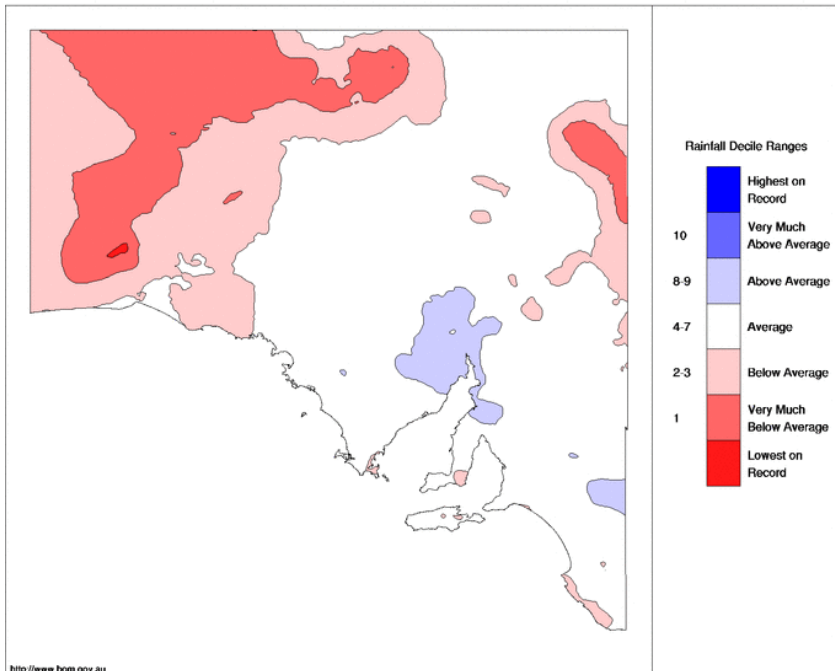 Rainfall Decile Ranges
Highest on
Record
10
Very Much
Above Average
8-9
Above Average
4-7
Average
2-3
Below Average
1
Very Much
Below Average
Lowest on
Record
http://www.bom.gov.au